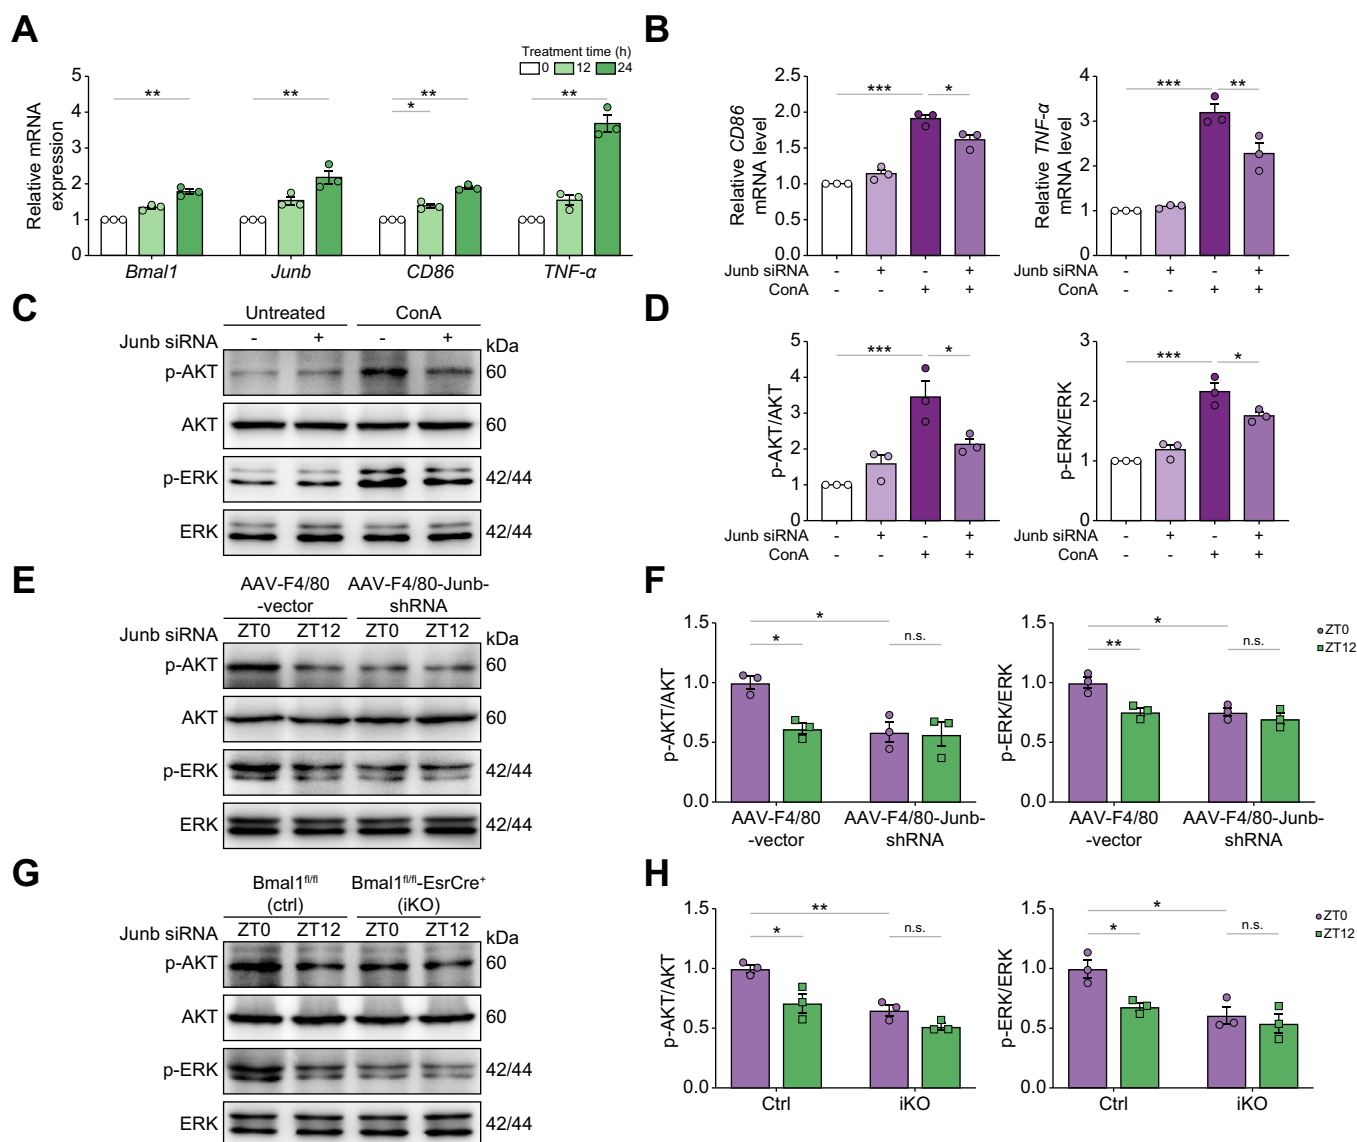 A
Treatment time (h)
0 12 24
Relative mRNA
expression
5
4
3
2
1
0
** ** ** * **
Bmal1 Junb CD86 TNF-α
B
Relative CD86
mRNA level
2.5
2.0
1.5
1.0
0.5
0.0
*** *
Junb siRNA - + - +
ConA - - + +
Relative TNF-α
mRNA level
4
3
2
1
0
*** **
Junb siRNA - + - +
ConA - - + +
C
Untreated ConA
Junb siRNA - + - + kDa
p-AKT 60
AKT 60
p-ERK 42/44
ERK 42/44
D
p-AKT/AKT
5
4
3
2
1
0
*** *
Junb siRNA - + - +
ConA - - + +
p-ERK/ERK
3
2
1
0
*** *
Junb siRNA - + - +
ConA - - + +
E
AAV-F4/80
-vector
AAV-F4/80-Junb-
shRNA
Junb siRNA ZT0 ZT12 ZT0 ZT12 kDa
p-AKT 60
AKT 60
p-ERK 42/44
ERK 42/44
F
p-AKT/AKT
1.5
1.0
0.5
0.0
*
* n.s.
AAV-F4/80
-vector
AAV-F4/80-Junb-
shRNA
p-ERK/ERK
1.5
1.0
0.5
0.0
*
** n.s.
AAV-F4/80
-vector
AAV-F4/80-Junb-
shRNA
ZT0
ZT12
G
Bmal1fl/fl
(ctrl)
Bmal1fl/fl-EsrCre+
(iKO)
Junb siRNA ZT0 ZT12 ZT0 ZT12 kDa
p-AKT 60
AKT 60
p-ERK 42/44
ERK 42/44
H
p-AKT/AKT
1.5
1.0
0.5
0.0
**
* n.s.
Ctrl iKO
p-ERK/ERK
1.5
1.0
0.5
0.0
*
* n.s.
Ctrl iKO
ZT0
ZT12